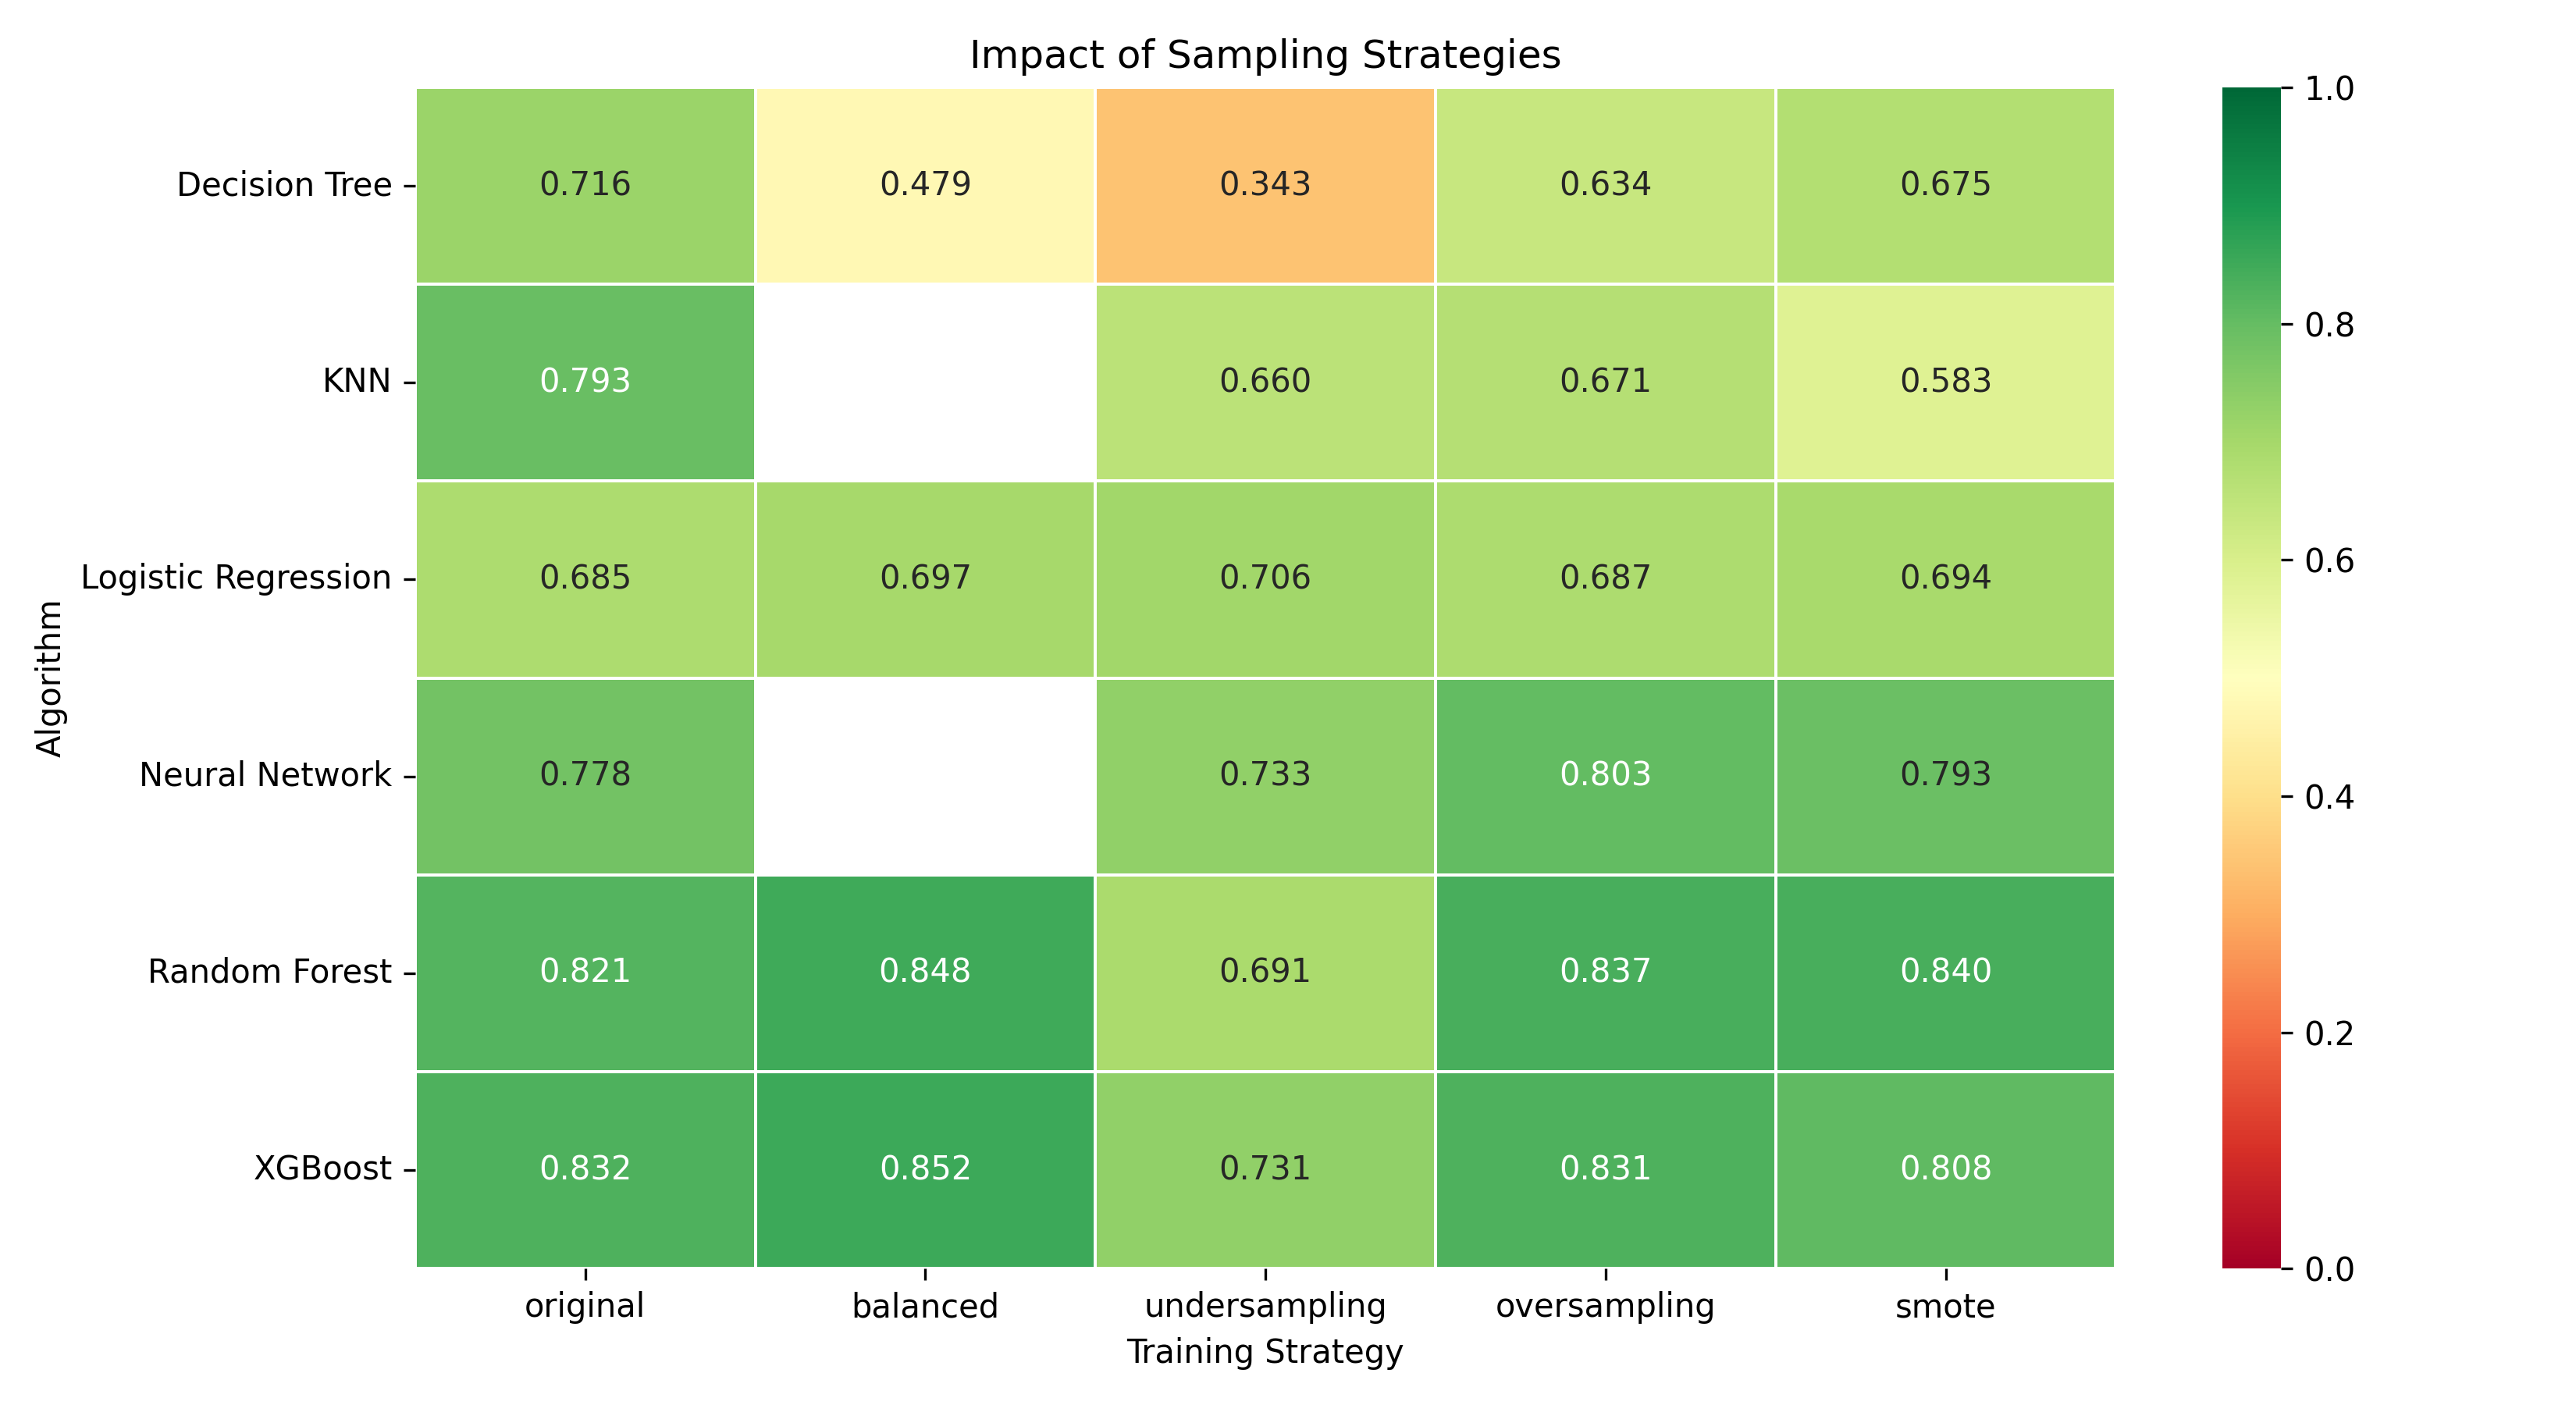 Impact of Sampling Strategies
1.0
Decision Tree 0.716 0.479 0.343 0.634 0.675
0.8
KNN 0.793 0.660 0.671 0.583
Logistic Regression 0.685 0.697 0.706 0.687 0.694
0.6
Algorithm
Neural Network 0.778 0.733 0.803 0.793
0.4
Random Forest 0.821 0.848 0.691 0.837 0.840
0.2
XGBoost 0.832 0.852 0.731 0.831 0.808
0.0
original balanced undersampling oversampling smote
Training Strategy